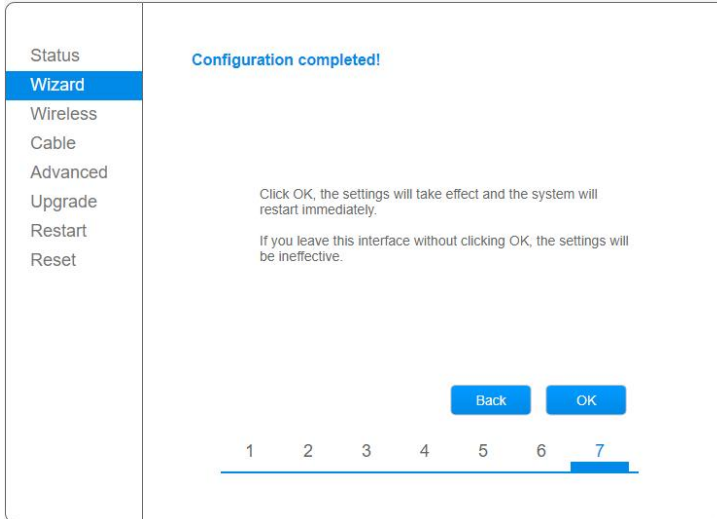 Status
Wizard
Wireless
Cable
Advanced
Upgrade
Restart
Reset
Configuration completed!
Click OK, the settings will take effect and the system will
restart immediately.
If you leave this interface without clicking OK, the settings will
be ineffective.
Back OK
1 2 3 4 5 6 7